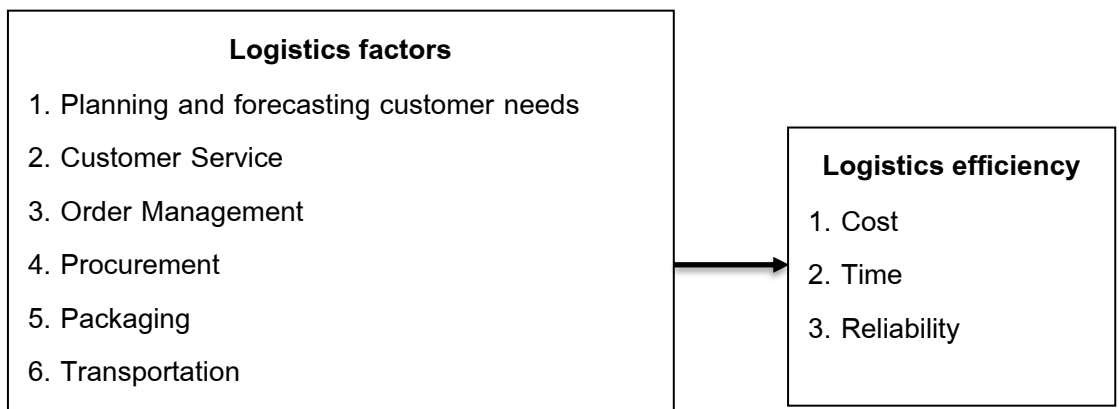 Logistics factors
1. Planning and forecasting customer needs
2. Customer Service
3. Order Management
4. Procurement
5. Packaging
6. Transportation
Logistics efficiency
1. Cost
2. Time
3. Reliability